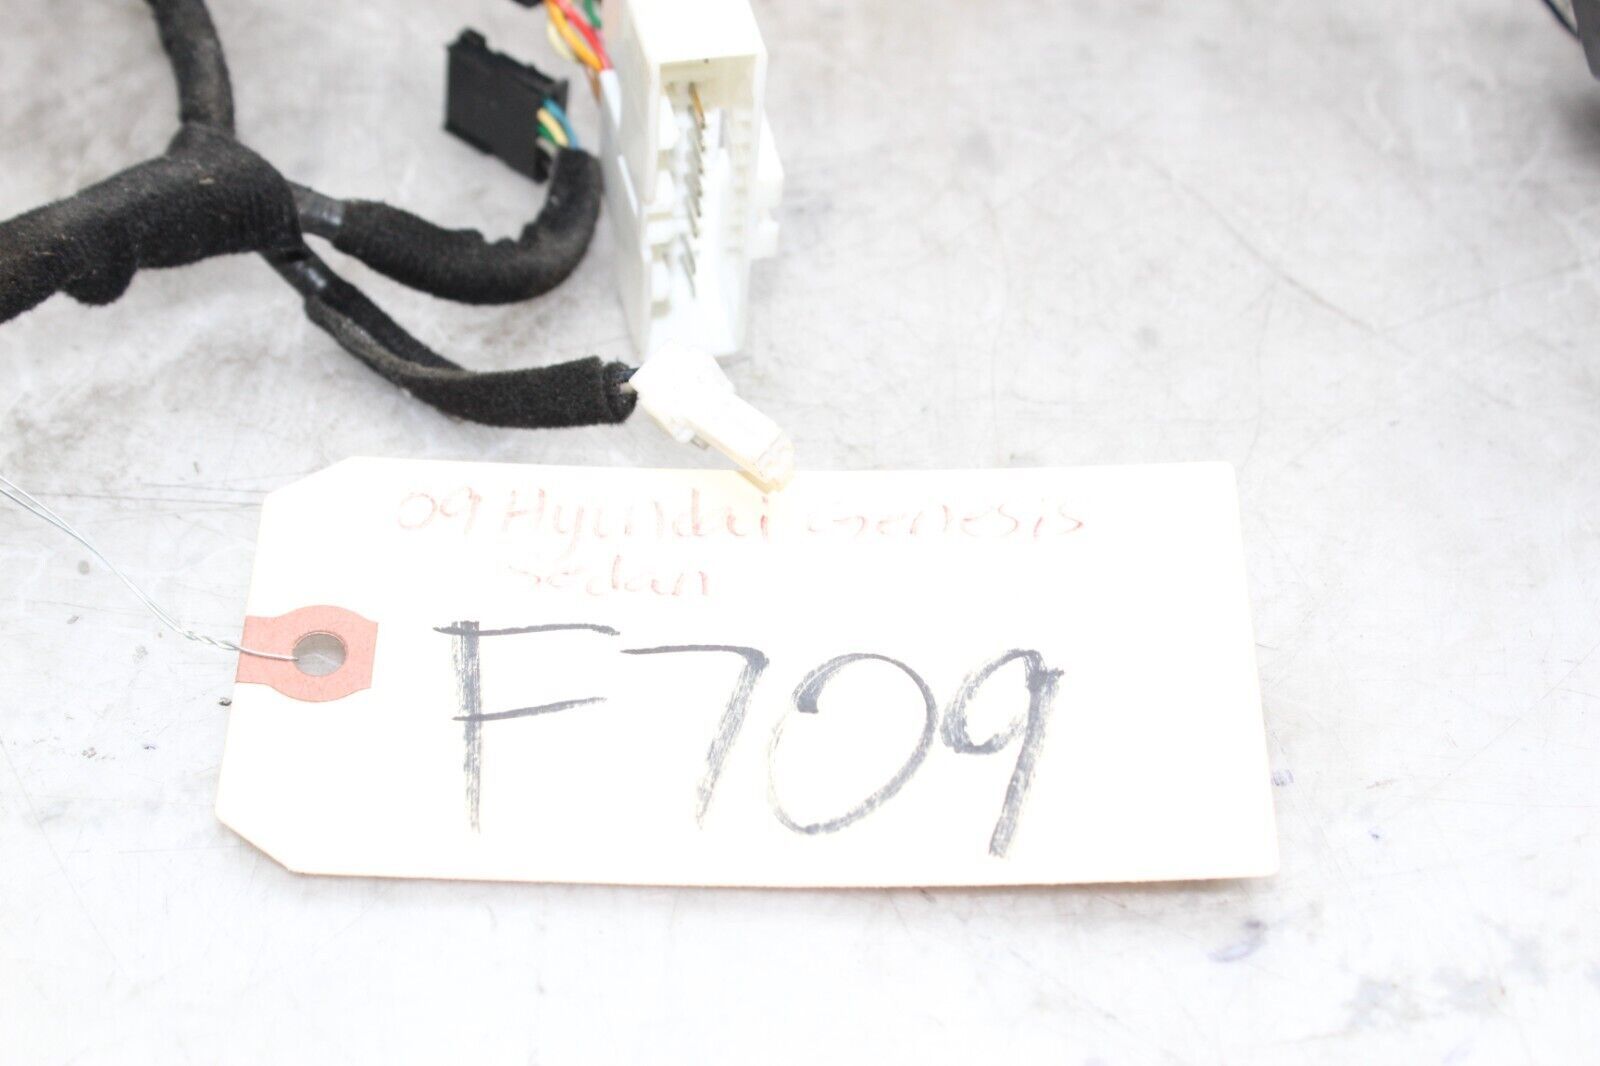 09 Hyundai Genesis
sedan
F709